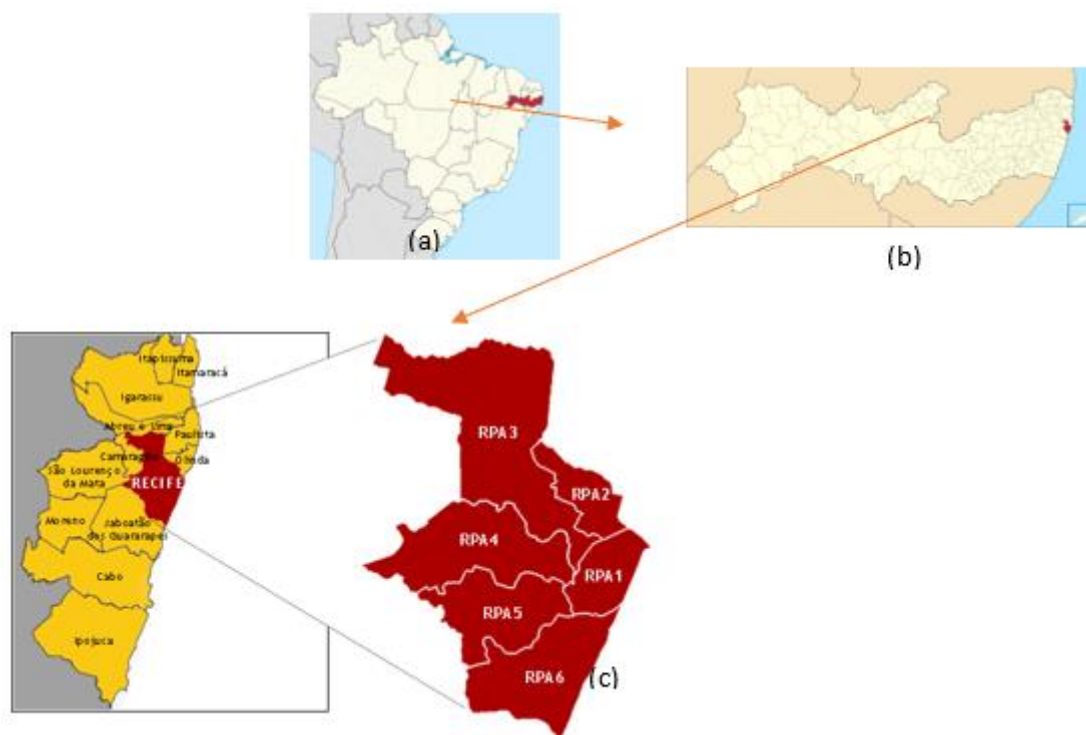 (a)
(b)
Itapissuma
Itamaracá
Igarassu
Abreu e Lima
Paulista
Olinda
Camaragibe
São Lourenço
da Mata
RECIFE
Moreno
Jaboatão
dos Guararapes
Cabo
Ipojuca
RPA3
RPA2
RPA4
RPA1
RPA5
RPA6
(c)